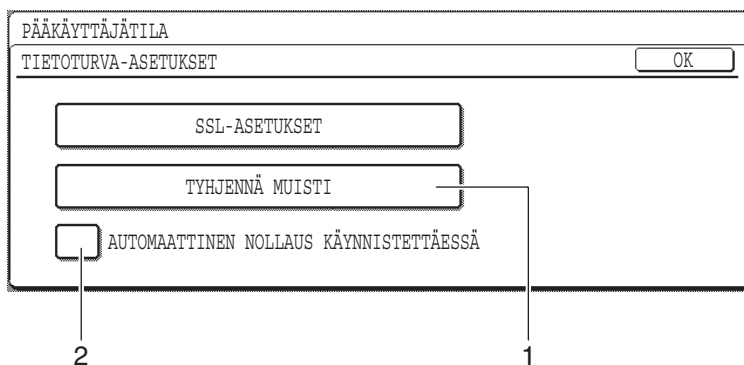 PÄÄKÄYTTÄJÄTILA
TIETOTURVA-ASETUKSET OK
SSL-ASETUKSET
TYHJENNÄ MUISTI
AUTOMAATTINEN NOLLAUS KÄYNNISTETTÄESSÄ
2 1